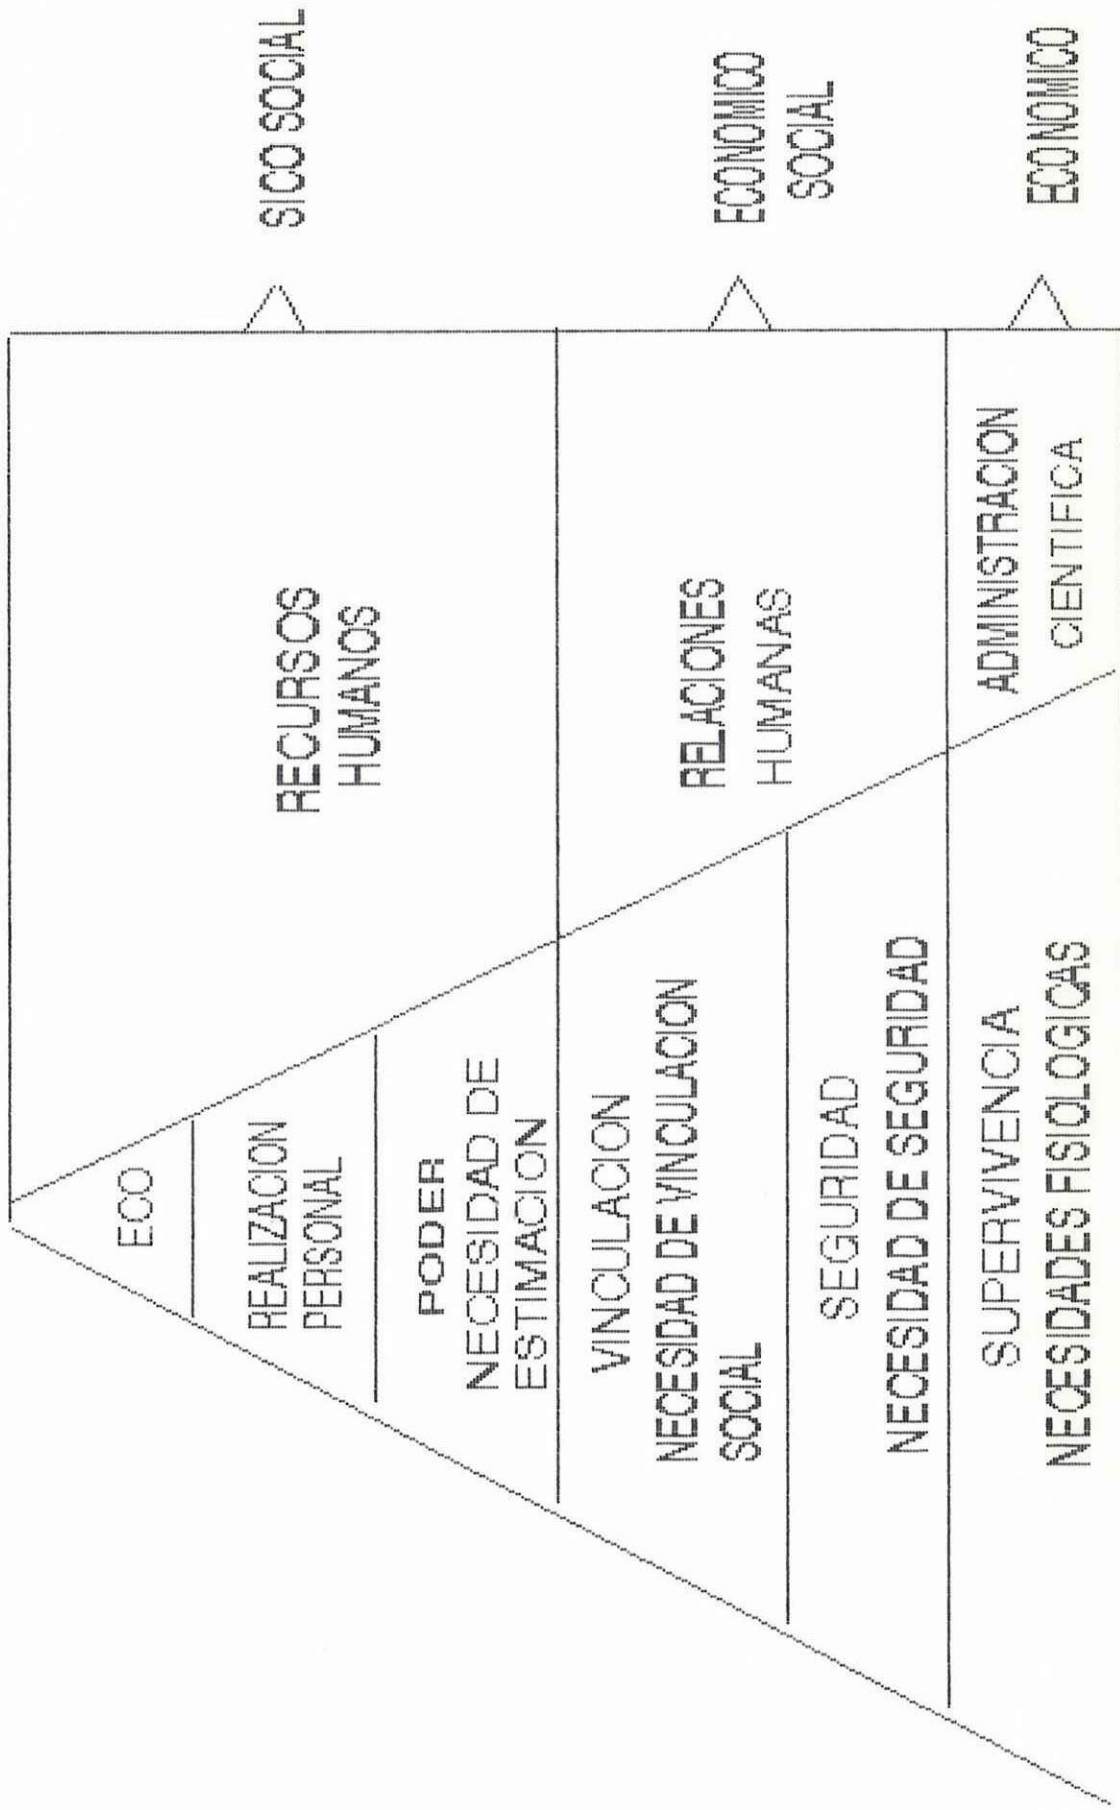 ECO
REALIZACION
PERSONAL
PODER
NECESIDAD DE
ESTIMACION
VINCULACION
NECESIDAD DE VINCULACION
SOCIAL
SEGURIDAD
NECESIDAD DE SEGURIDAD
SUPERVIVENCIA
NECESIDADES FISIOLOGICAS
RECURSOS
HUMANOS
RELACIONES
HUMANAS
ADMINISTRACION
CIENTIFICA
SICO SOCIAL
ECONOMICO
SOCIAL
ECONOMICO